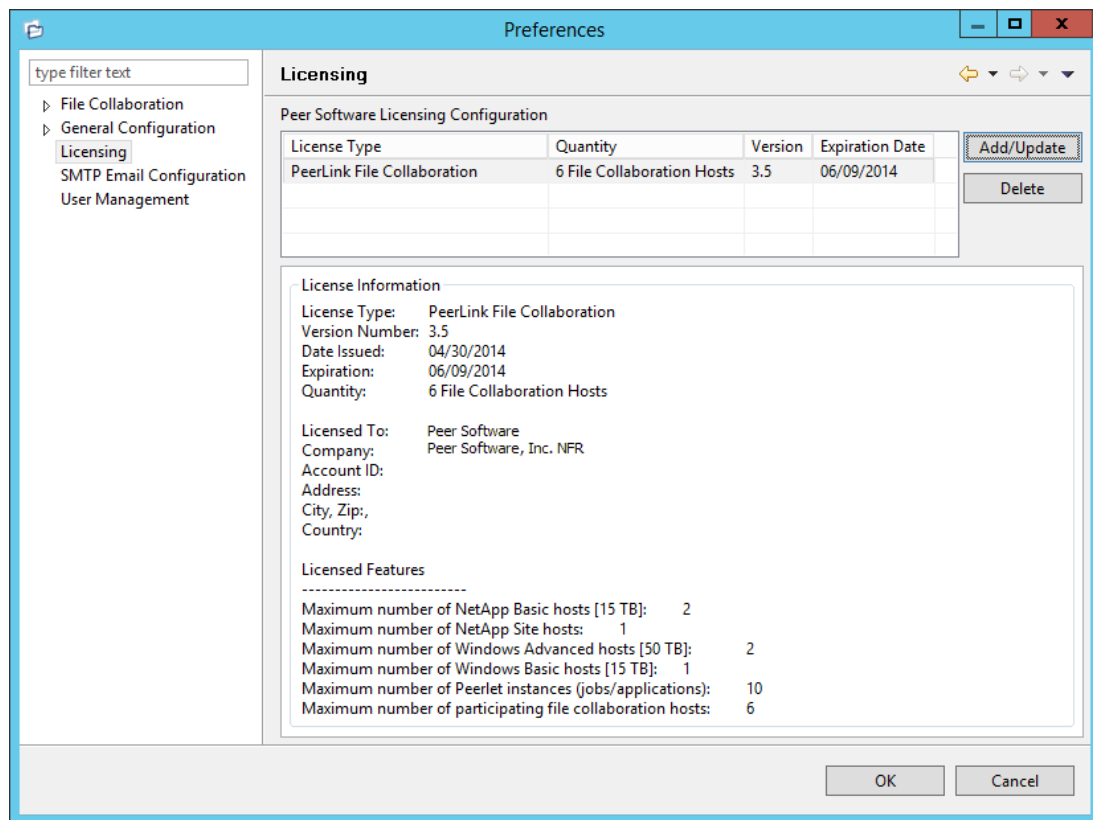 Preferences
type filter text
File Collaboration
General Configuration
Licensing
SMTP Email Configuration
User Management
Licensing
Peer Software Licensing Configuration
License Type Quantity Version Expiration Date
PeerLink File Collaboration 6 File Collaboration Hosts 3.5 06/09/2014
Add/Update
Delete
License Information
License Type: PeerLink File Collaboration
Version Number: 3.5
Date Issued: 04/30/2014
Expiration: 06/09/2014
Quantity: 6 File Collaboration Hosts
Licensed To: Peer Software
Company: Peer Software, Inc. NFR
Account ID:
Address:
City, Zip:,
Country:
Licensed Features
-------------------------
Maximum number of NetApp Basic hosts [15 TB]: 2
Maximum number of NetApp Site hosts: 1
Maximum number of Windows Advanced hosts [50 TB]: 2
Maximum number of Windows Basic hosts [15 TB]: 1
Maximum number of Peerlet instances (jobs/applications): 10
Maximum number of participating file collaboration hosts: 6
OK Cancel